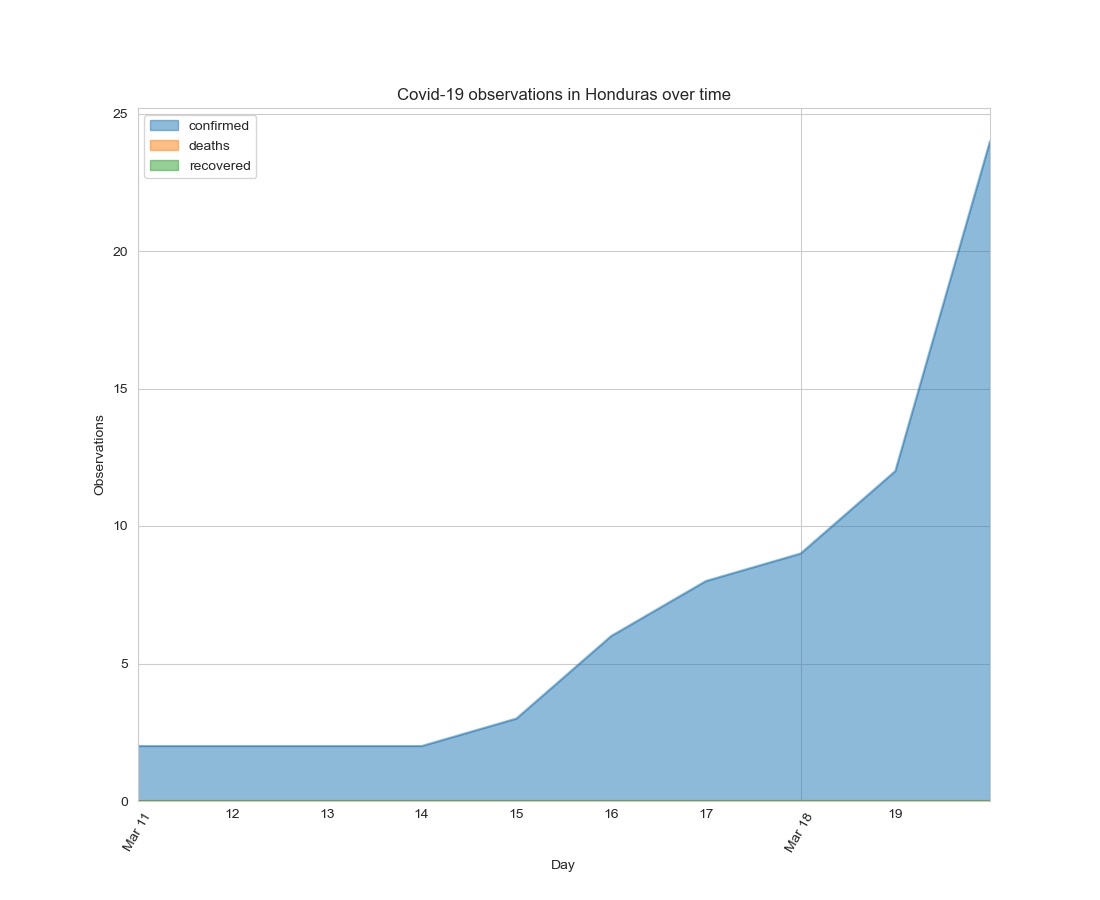 Covid-19 observations in Honduras over time
confirmed
deaths
recovered
25
20
15
10
5
0
Observations
Mar 11 12 13 14 15 16 17 Mar 18 19
Day